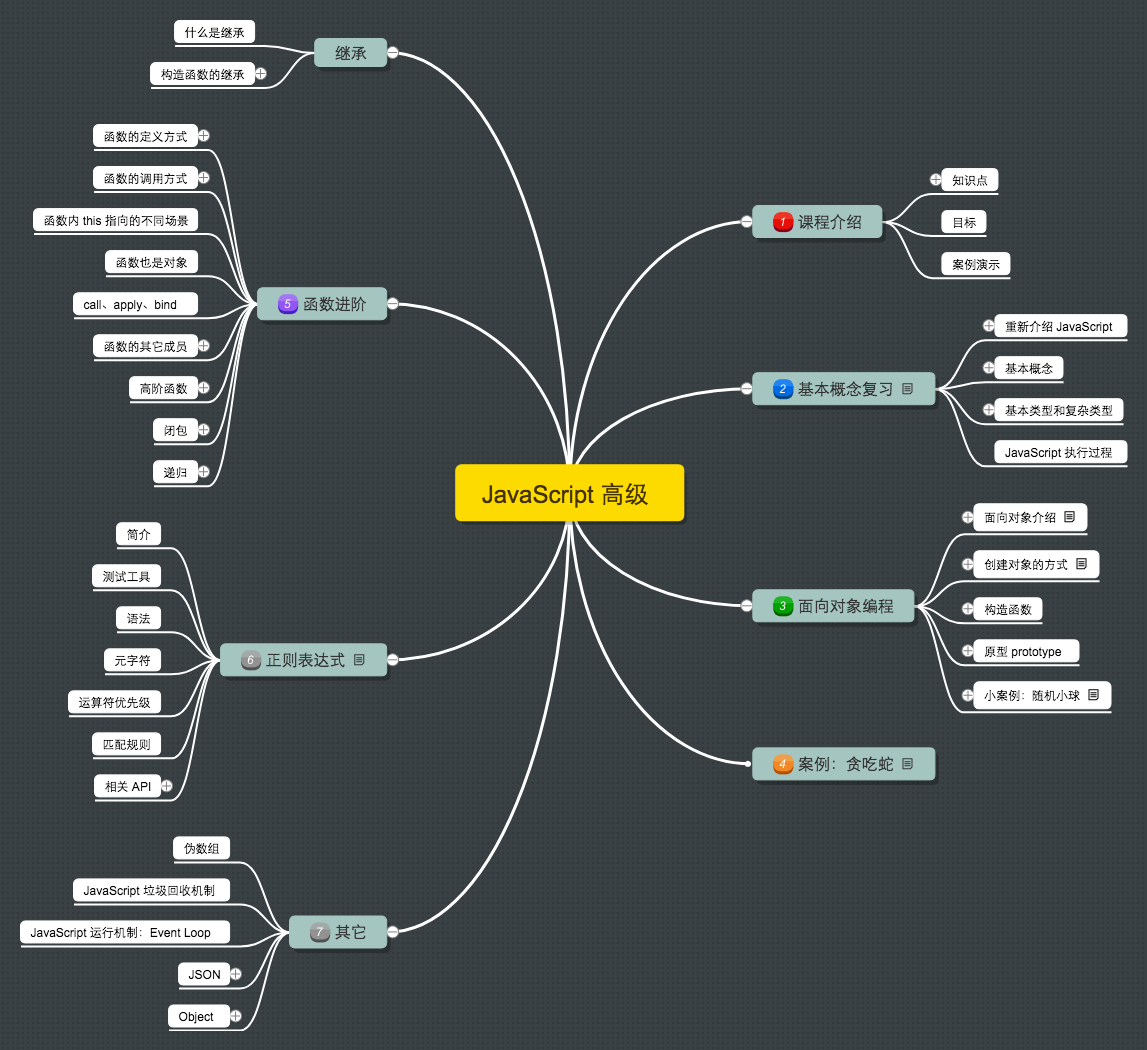 JavaScript 高级
1 课程介绍
知识点
目标
案例演示
2 基本概念复习
重新介绍 JavaScript
基本概念
基本类型和复杂类型
JavaScript 执行过程
3 面向对象编程
面向对象介绍
创建对象的方式
构造函数
原型 prototype
小案例：随机小球
4 案例：贪吃蛇
继承
什么是继承
构造函数的继承
5 函数进阶
函数的定义方式
函数的调用方式
函数内 this 指向的不同场景
函数也是对象
call、apply、bind
函数的其它成员
高阶函数
闭包
递归
6 正则表达式
简介
测试工具
语法
元字符
运算符优先级
匹配规则
相关 API
7 其它
伪数组
JavaScript 垃圾回收机制
JavaScript 运行机制：Event Loop
JSON
Object